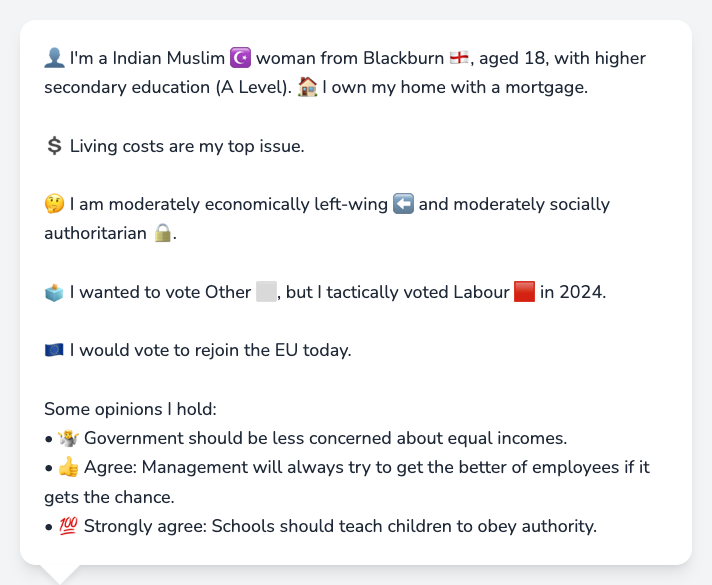 👤 I'm a Indian Muslim ☪️ woman from Blackburn 🏴󠁧󠁢󠁥󠁮󠁧󠁿, aged 18, with higher
secondary education (A Level). 🏠 I own my home with a mortgage.
💲 Living costs are my top issue.
🤔 I am moderately economically left-wing ⬅️ and moderately socially
authoritarian 🔒.
🗳️ I wanted to vote Other ⬜, but I tactically voted Labour 🟥 in 2024.
🇪🇺 I would vote to rejoin the EU today.
Some opinions I hold:
• 🤷 Government should be less concerned about equal incomes.
• 👍 Agree: Management will always try to get the better of employees if it
gets the chance.
• 💯 Strongly agree: Schools should teach children to obey authority.